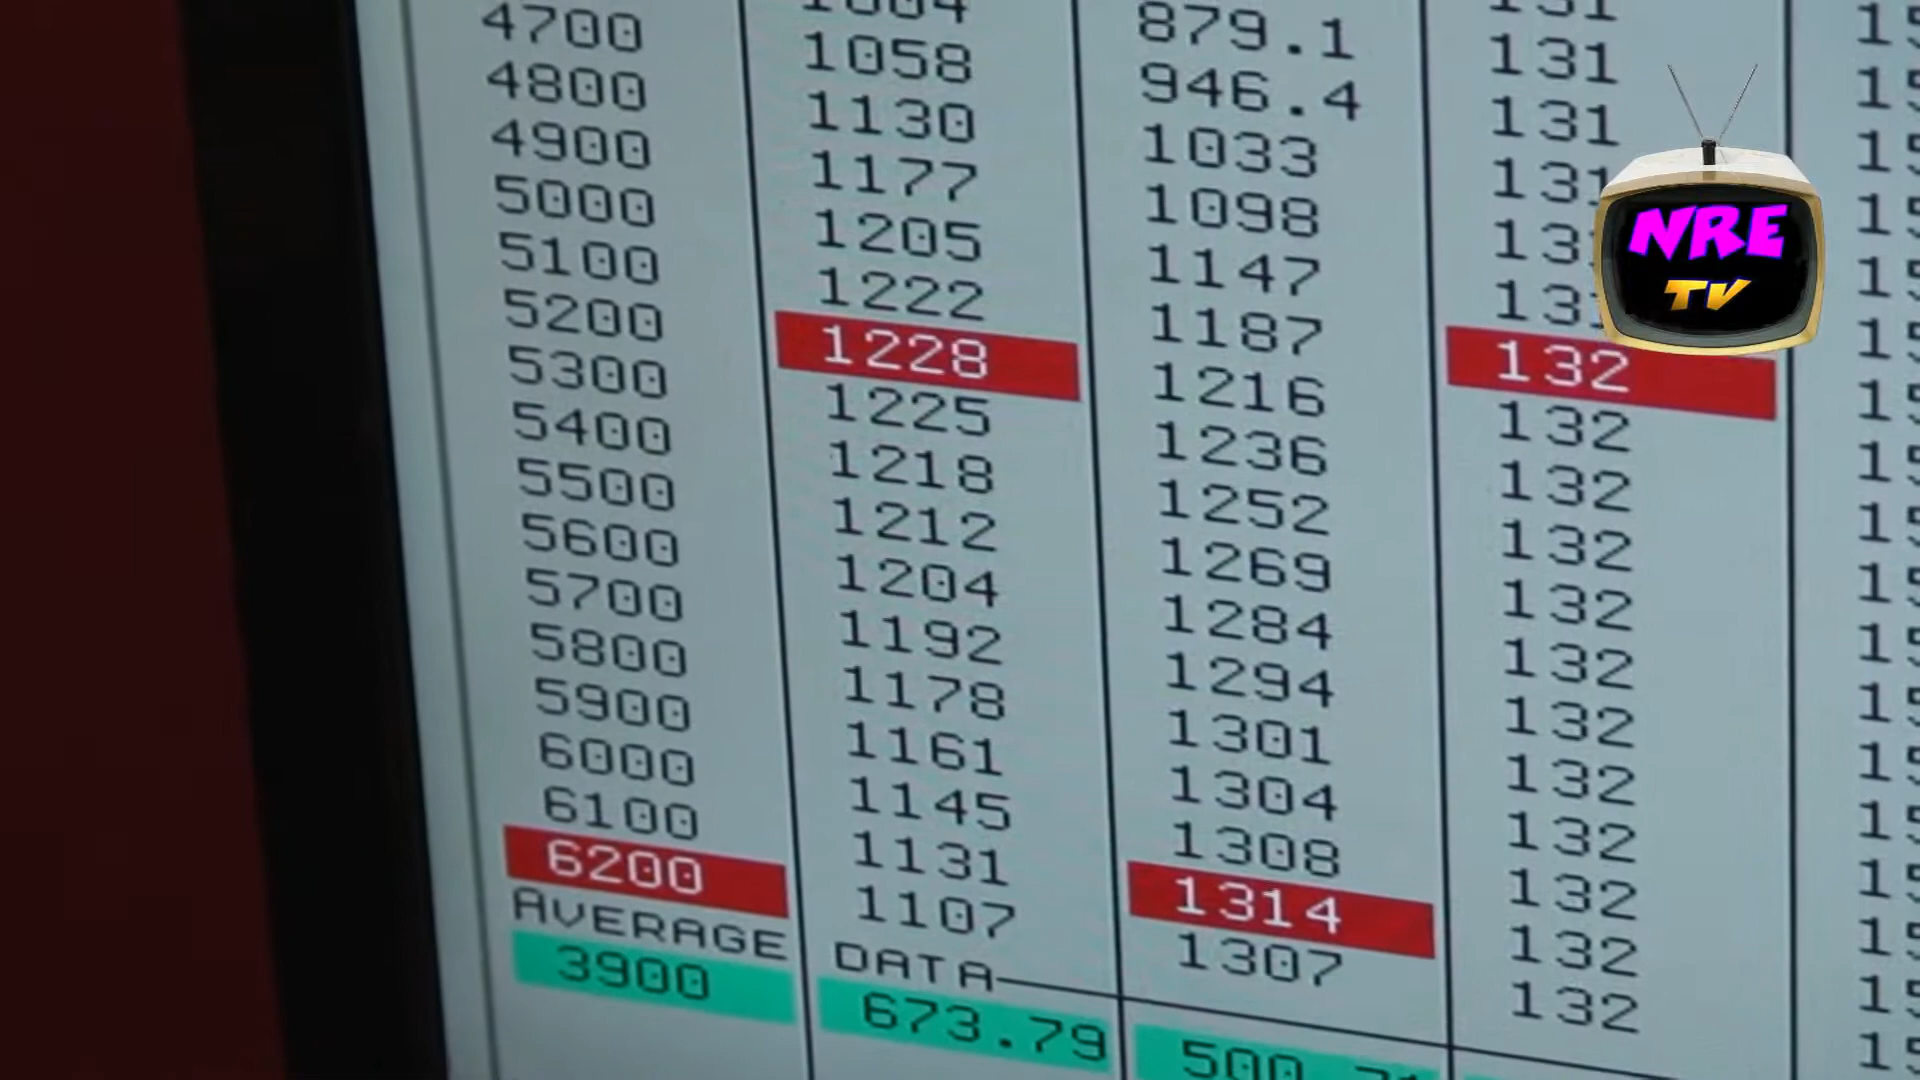 879.1 131
4700 1058 946.4 131
4800 1130 1033 131
4900 1177 1098
5000 1205 1147
5100 1222 1187 132
5200 1228 1216 132
5300 1225 1236 132
5400 1218 1252 132
5500 1212 1269 132
5600 1204 1284 132
5700 1192 1294 132
5800 1178 1301 132
5900 1161 1304 132
6000 1145 1308 132
6100 1131 1314 132
6200 1107 1307 132
AVERAGE DATA
3900 673.79
NRE
TV